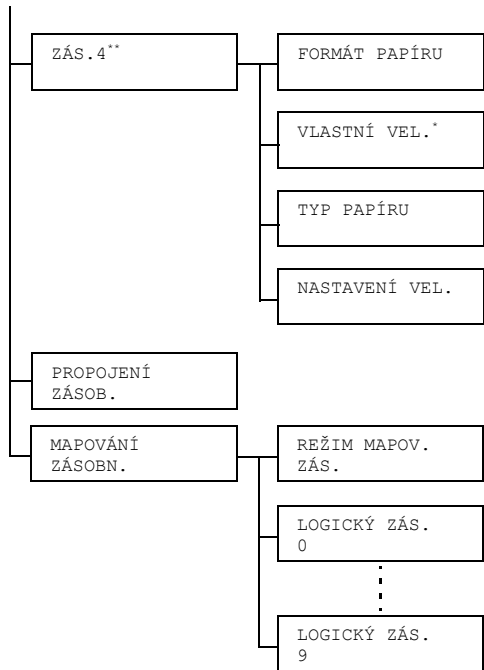 ZÁS.4**
FORMÁT PAPÍRU
VLASTNÍ VEL.*
TYP PAPÍRU
NASTAVENÍ VEL.
PROPOJENÍ
ZÁSOB.
MAPOVÁNÍ
ZÁSOBN.
REŽIM MAPOV.
ZÁS.
LOGICKÝ ZÁS.
0
LOGICKÝ ZÁS.
9